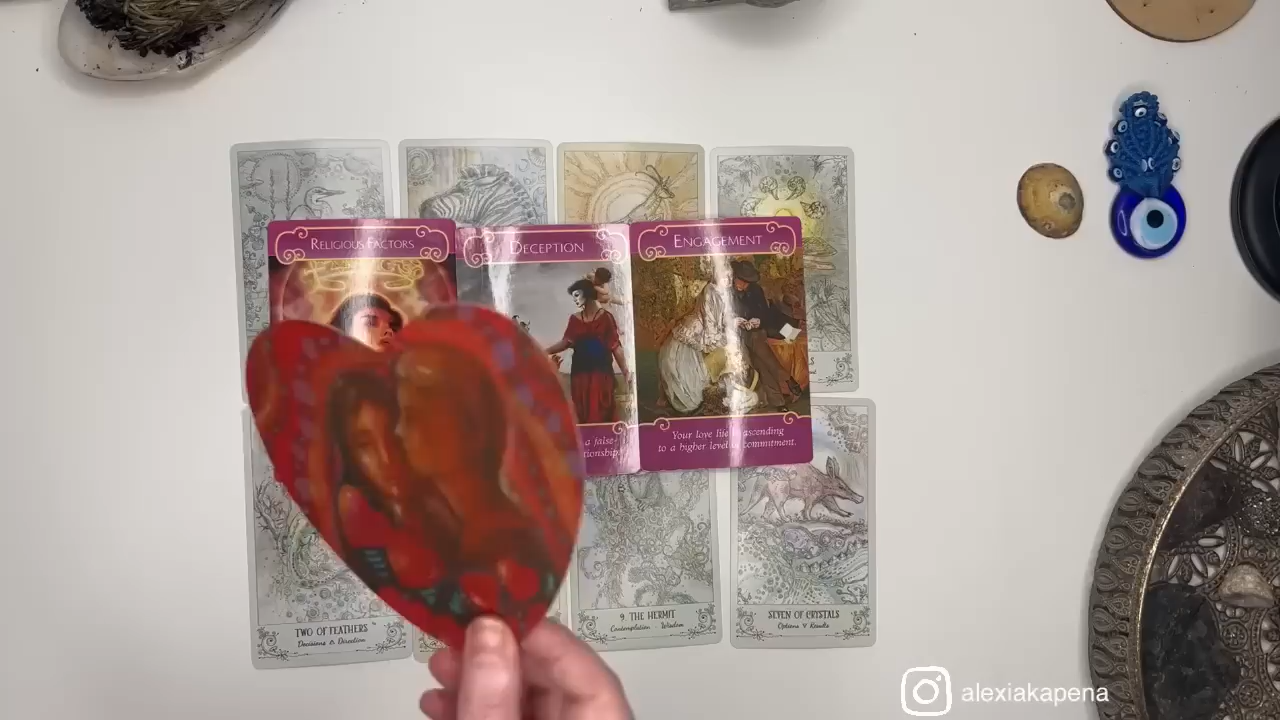 RELIGIOUS FACTORS
DECEPTION
ENGAGEMENT
a false-
tionship
Your love life is ascending
to a higher level of commitment.
TWO OF FEATHERS
Decisions & Direction
9. THE HERMIT
Contemplation Wisdom
SEVEN OF CRYSTALS
Options & Results
alexiakapena